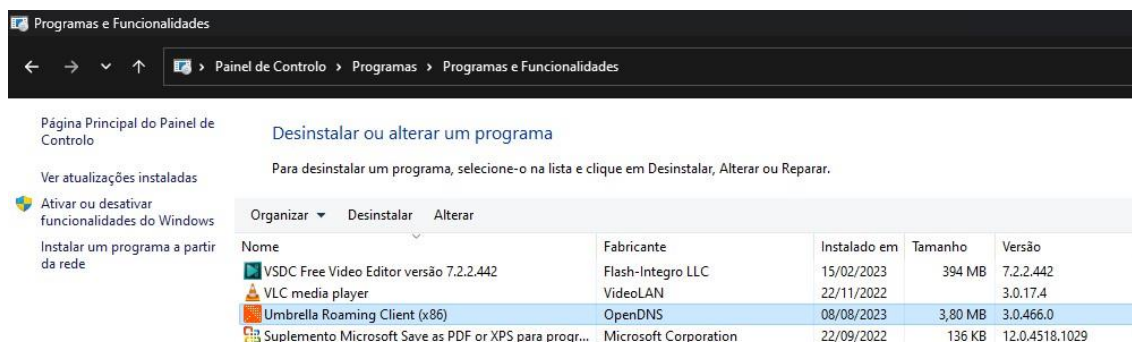 Programas e Funcionalidades
Painel de Controlo > Programas > Programas e Funcionalidades
Página Principal do Painel de
Controlo
Ver atualizações instaladas
Ativar ou desativar
funcionalidades do Windows
Instalar um programa a partir
da rede
Desinstalar ou alterar um programa
Para desinstalar um programa, selecione-o na lista e clique em Desinstalar, Alterar ou Reparar.
Organizar Desinstalar Alterar
Nome Fabricante Instalado em Tamanho Versão
VSDC Free Video Editor versão 7.2.2.442 Flash-Integro LLC 15/02/2023 394 MB 7.2.2.442
VLC media player VideoLAN 22/11/2022 3.0.17.4
Umbrella Roaming Client (x86) OpenDNS 08/08/2023 3,80 MB 3.0.466.0
Suplemento Microsoft Save as PDF or XPS para progr... Microsoft Corporation 22/09/2022 136 KB 12.0.4518.1029